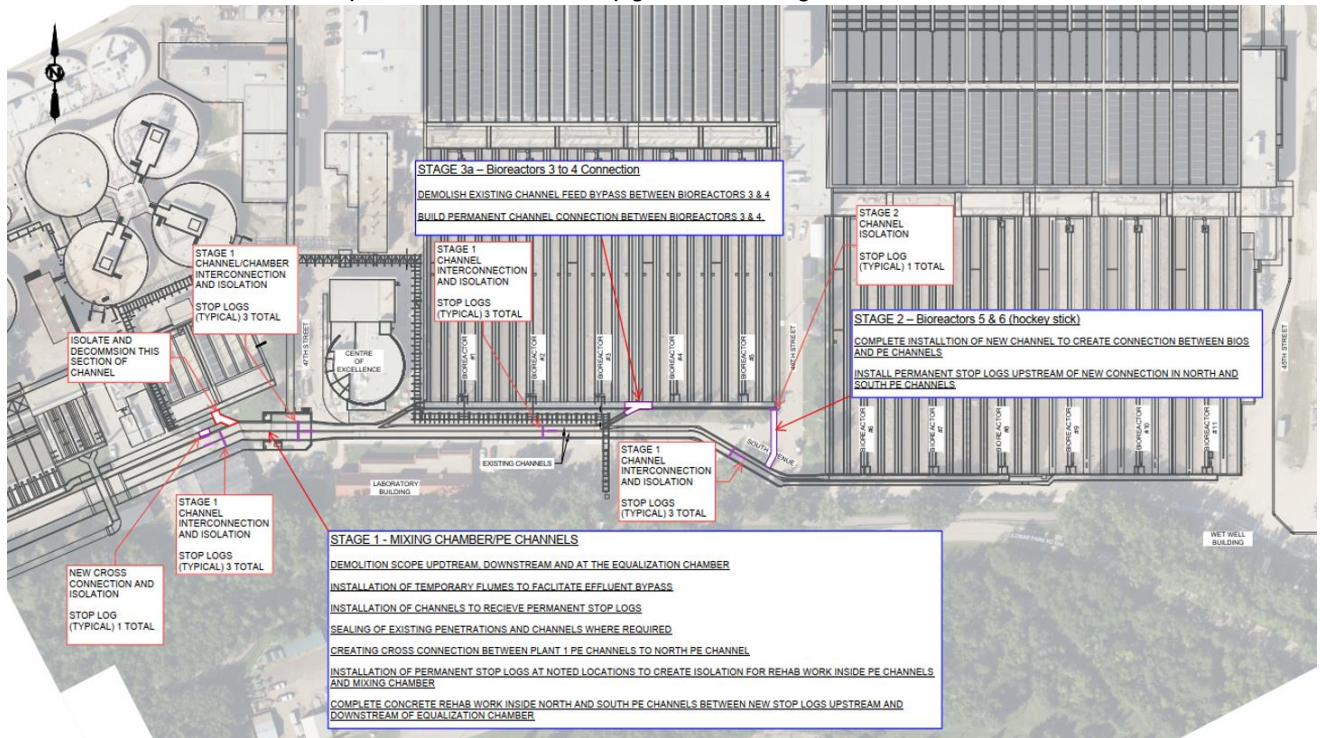 N
STAGE 3a – Bioreactors 3 to 4 Connection
DEMOLISH EXISTING CHANNEL FEED BYPASS BETWEEN BIOREACTORS 3 & 4
BUILD PERMANENT CHANNEL CONNECTION BETWEEN BIOREACTORS 3 & 4.
STAGE 1
CHANNEL/CHAMBER
INTERCONNECTION
AND ISOLATION
STOP LOGS
(TYPICAL) 3 TOTAL
STAGE 1
CHANNEL
INTERCONNECTION
AND ISOLATION
STOP LOGS
(TYPICAL) 3 TOTAL
STAGE 2
CHANNEL
ISOLATION
STOP LOG
(TYPICAL) 1 TOTAL
STAGE 2 – Bioreactors 5 & 6 (hockey stick)
COMPLETE INSTALLTION OF NEW CHANNEL TO CREATE CONNECTION BETWEEN BIOS
AND PE CHANNELS
INSTALL PERMANENT STOP LOGS UPSTREAM OF NEW CONNECTION IN NORTH AND
SOUTH PE CHANNELS
ISOLATE AND
DECOMMSION THIS
SECTION OF
CHANNEL
47TH STREET
CENTRE
OF
EXCELLENCE
BIOREACTOR
#1
BIOREACTOR
#2
BIOREACTOR
#3
BIOREACTOR
#4
BIOREACTOR
#5
45TH STREET
BIOREACTOR
#6
BIOREACTOR
#7
BIOREACTOR
#8
BIOREACTOR
#9
BIOREACTOR
#10
BIOREACTOR
#11
EXISTING CHANNELS
LABORATORY
BUILDING
STAGE 1
CHANNEL
INTERCONNECTION
AND ISOLATION
STOP LOGS
(TYPICAL) 3 TOTAL
STAGE 1
CHANNEL
INTERCONNECTION
AND ISOLATION
STOP LOGS
(TYPICAL) 3 TOTAL
NEW CROSS
CONNECTION AND
ISOLATION
STOP LOG
(TYPICAL) 1 TOTAL
WET WELL
BUILDING
STAGE 1 - MIXING CHAMBER/PE CHANNELS
DEMOLITION SCOPE UPDTREAM, DOWNSTREAM AND AT THE EQUALIZATION CHAMBER
INSTALLATION OF TEMPORARY FLUMES TO FACILITATE EFFLUENT BYPASS
INSTALLATION OF CHANNELS TO RECIEVE PERMANENT STOP LOGS
SEALING OF EXISTING PENETRATIONS AND CHANNELS WHERE REQUIRED
CREATING CROSS CONNECTION BETWEEN PLANT 1 PE CHANNELS TO NORTH PE CHANNEL
INSTALLATION OF PERMANENT STOP LOGS AT NOTED LOCATIONS TO CREATE ISOLATION FOR REHAB WORK INSIDE PE CHANNELS
AND MIXING CHAMBER
COMPLETE CONCRETE REHAB WORK INSIDE NORTH AND SOUTH PE CHANNELS BETWEEN NEW STOP LOGS UPSTREAM AND
DOWNSTREAM OF EQUALIZATION CHAMBER